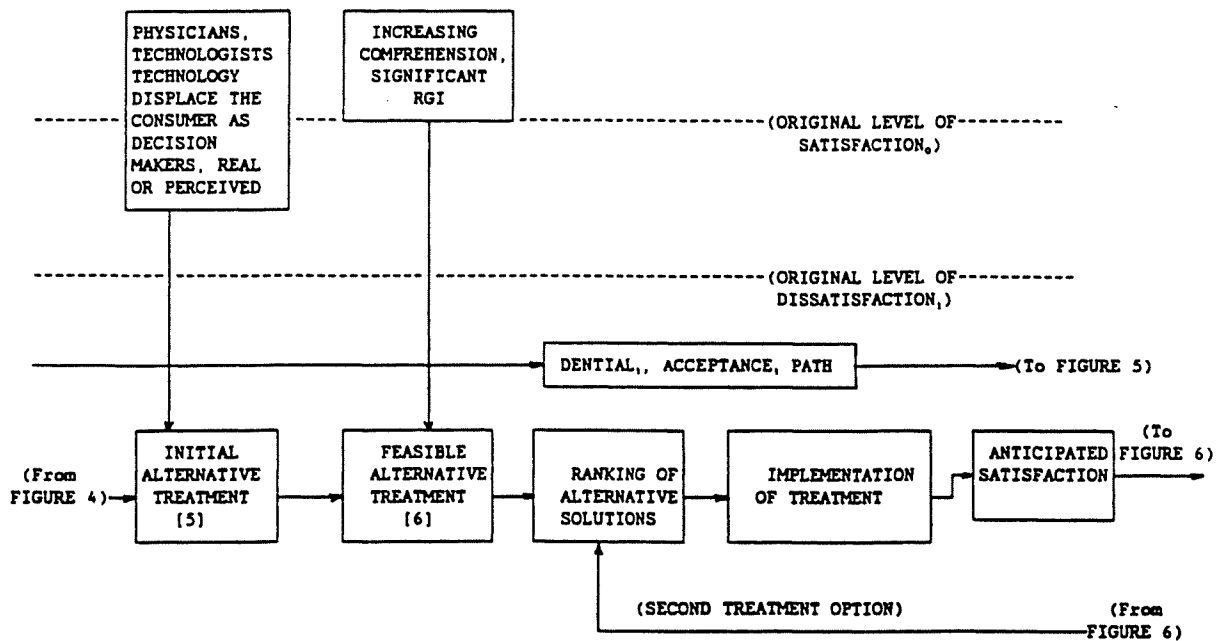 PHYSICIANS,
TECHNOLOGISTS
TECHNOLOGY
DISPLACE THE
CONSUMER AS
DECISION
MAKERS, REAL
OR PERCEIVED
INCREASING
COMPREHENSION,
SIGNIFICANT
RGI
(ORIGINAL LEVEL OF
SATISFACTION₀)
(ORIGINAL LEVEL OF
DISSATISFACTION₁)
DENTIAL₁, ACCEPTANCE₁ PATH
(To FIGURE 5)
(From
FIGURE 4)
INITIAL
ALTERNATIVE
TREATMENT
[5]
FEASIBLE
ALTERNATIVE
TREATMENT
[6]
RANKING OF
ALTERNATIVE
SOLUTIONS
IMPLEMENTATION
OF TREATMENT
ANTICIPATED
SATISFACTION
(To
FIGURE 6)
(SECOND TREATMENT OPTION)
(From
FIGURE 6)